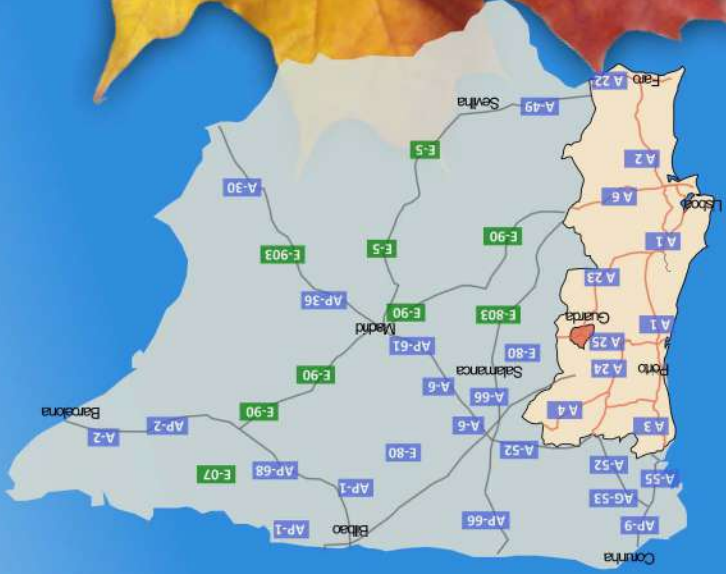 Corunha
AP-9
AP-66
Bilbao
AP-1
AG-53
AP-1
A-55
A-52
AP-68
E-07
A-52
E-80
A 3
A-6
A-2
AP-2
A 4
E-90
Barcelona
A-66
A-6
Porto
A 24
Salamanca
E-90
E-80
A 25
AP-61
A 1
Guarda
Madrid
E-803
E-90
AP-36
A 23
E-903
A 1
E-90
E-5
Lisboa
A 6
A-30
A 2
E-5
A-49
Sevilha
Faro
A 22